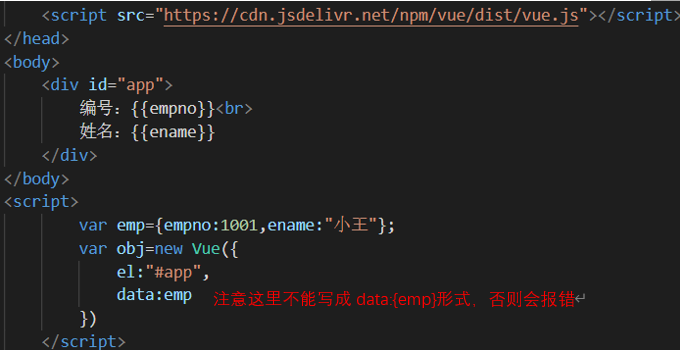 <script src="https://cdn.jsdelivr.net/npm/vue/dist/vue.js"></script>
</head>
<body>
<div id="app">
编号：{{empno}}<br>
姓名：{{ename}}
</div>
</body>
<script>
var emp={empno:1001,ename:"小王"};
var obj=new Vue({
el:"#app",
data:emp 注意这里不能写成 data:{emp}形式，否则会报错↵
})
</script>